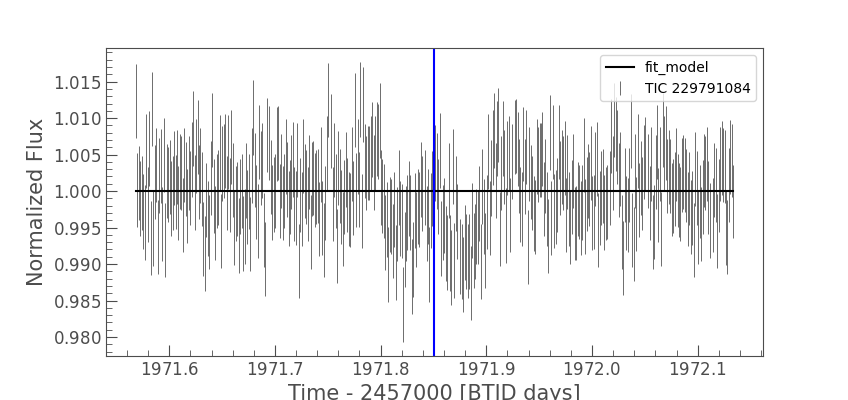 fit_model
TIC 229791084
1.015
1.010
1.005
1.000
0.995
0.990
0.985
0.980
Normalized Flux
1971.6 1971.7 1971.8 1971.9 1972.0 1972.1
Time - 2457000 [BTJD days]